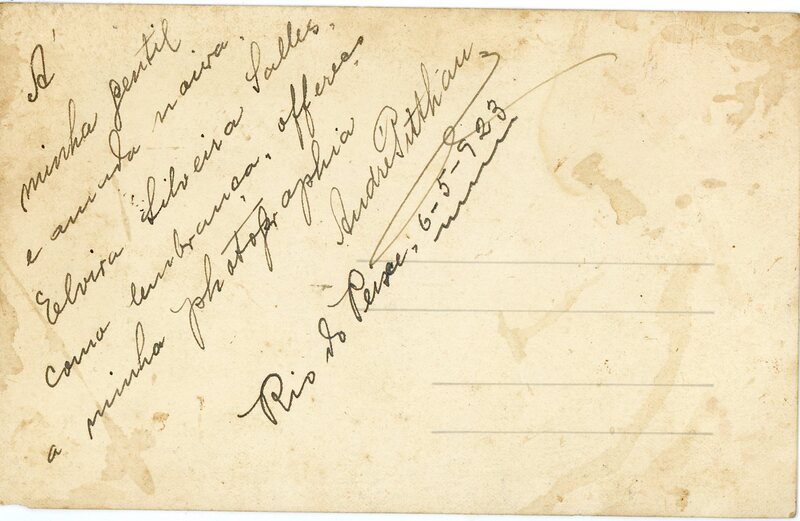 Á
minha gentil
e amada noiva.
Elvira Silveira Salles,
como lembrança, offereço
a minha photographia
André Pitthan
Rio do Peixe, 6-5-923